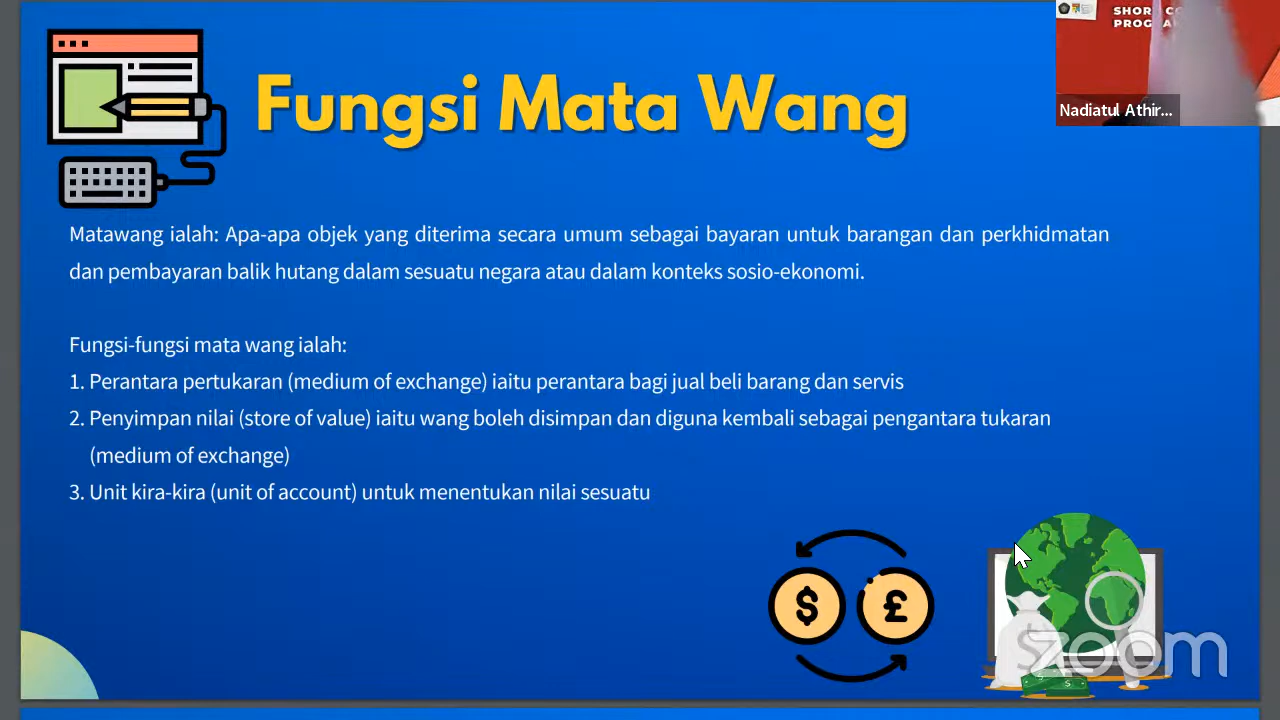 Fungsi Mata Wang
Nadiatul Athir...
Matawang ialah: Apa-apa objek yang diterima secara umum sebagai bayaran untuk barangan dan perkhidmatan
dan pembayaran balik hutang dalam sesuatu negara atau dalam konteks sosio-ekonomi.
Fungsi-fungsi mata wang ialah:
1. Perantara pertukaran (medium of exchange) iaitu perantara bagi jual beli barang dan servis
2. Penyimpan nilai (store of value) iaitu wang boleh disimpan dan diguna kembali sebagai pengantara tukaran
(medium of exchange)
3. Unit kira-kira (unit of account) untuk menentukan nilai sesuatu
$ £
zoom